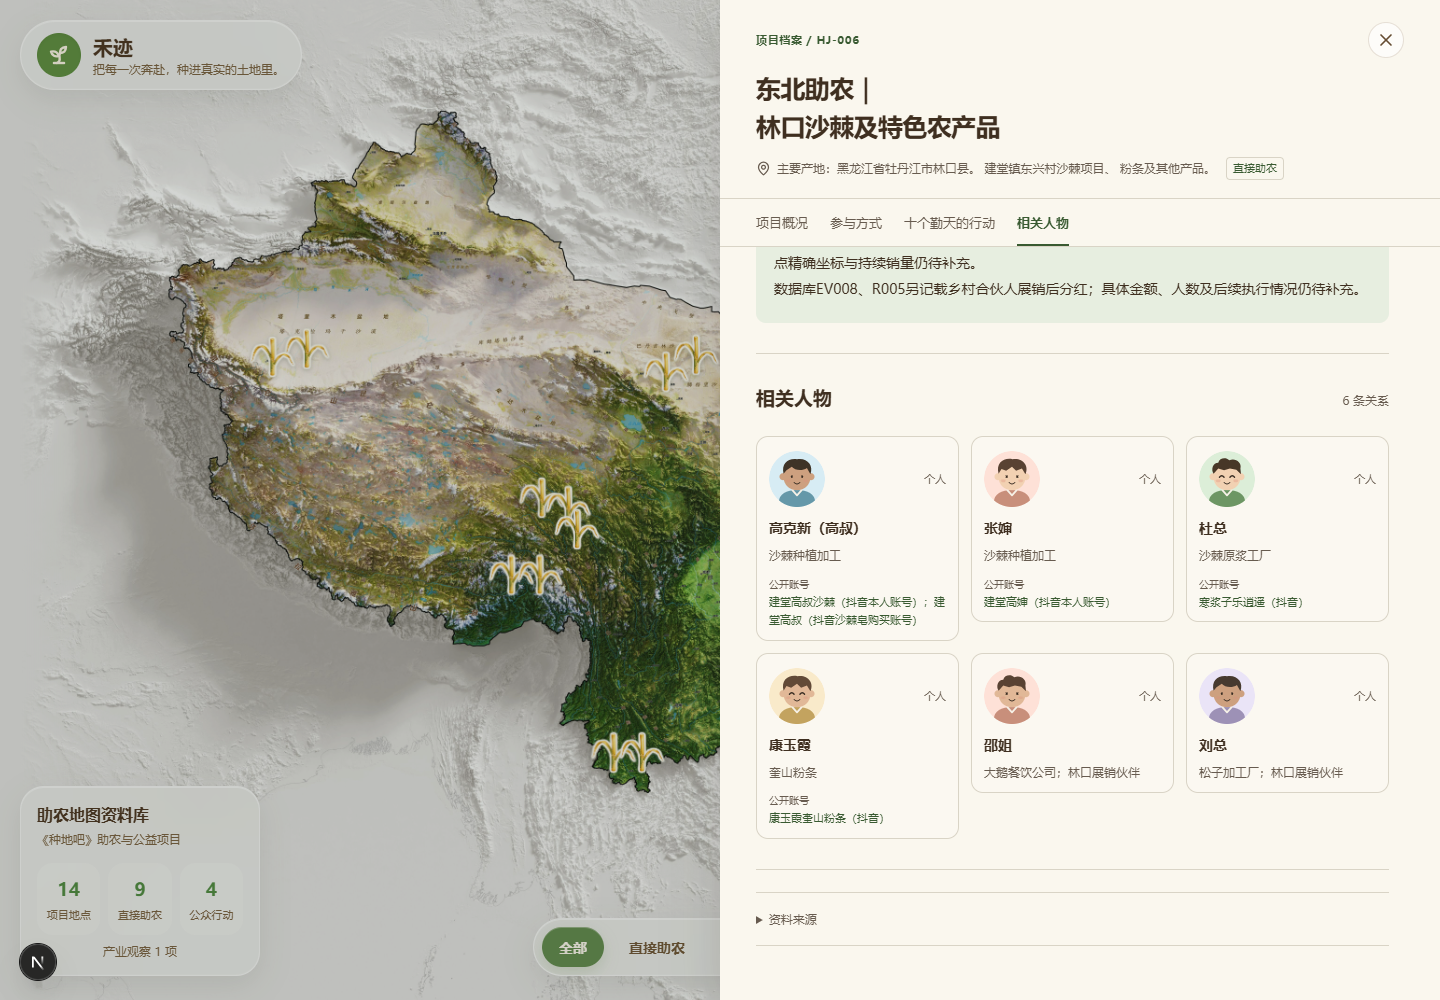 禾迹
把每一次奔赴，种进真实的土地里。
助农地图资料库
《种地吧》助农与公益项目
14
9
4
项目地点
直接助农
公众行动
产业观察 1 项
N
全部
直接助农
项目档案 / HJ-006
东北助农｜
林口沙棘及特色农产品
主要产地：黑龙江省牡丹江市林口县。 建堂镇东兴村沙棘项目、 粉条及其他产品。
直接助农
项目概况 参与方式 十个勤天的行动 相关人物
点精确坐标与持续销量仍待补充。
数据库EV008、R005另记载乡村合伙人展销后分红；具体金额、人数及后续执行情况仍待补充。
相关人物
6 条关系
个人
高克新（高叔）
沙棘种植加工
公开账号
建堂高叔沙棘（抖音本人账号）；建
堂高叔（抖音沙棘皂购买账号）
个人
张婶
沙棘种植加工
公开账号
建堂高婶（抖音本人账号）
个人
杜总
沙棘原浆工厂
公开账号
寒浆子乐逍遥（抖音）
个人
康玉霞
奎山粉条
公开账号
康玉霞奎山粉条（抖音）
个人
邵姐
大鹅餐饮公司；林口展销伙伴
个人
刘总
松子加工厂；林口展销伙伴
资料来源